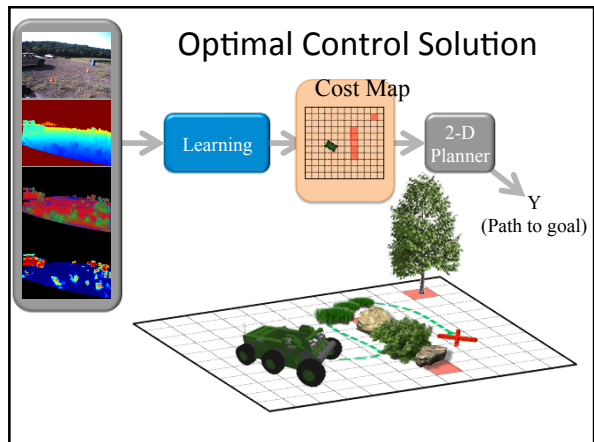 Optimal Control Solution
Cost Map
Learning
2-D
Planner
Y
(Path to goal)